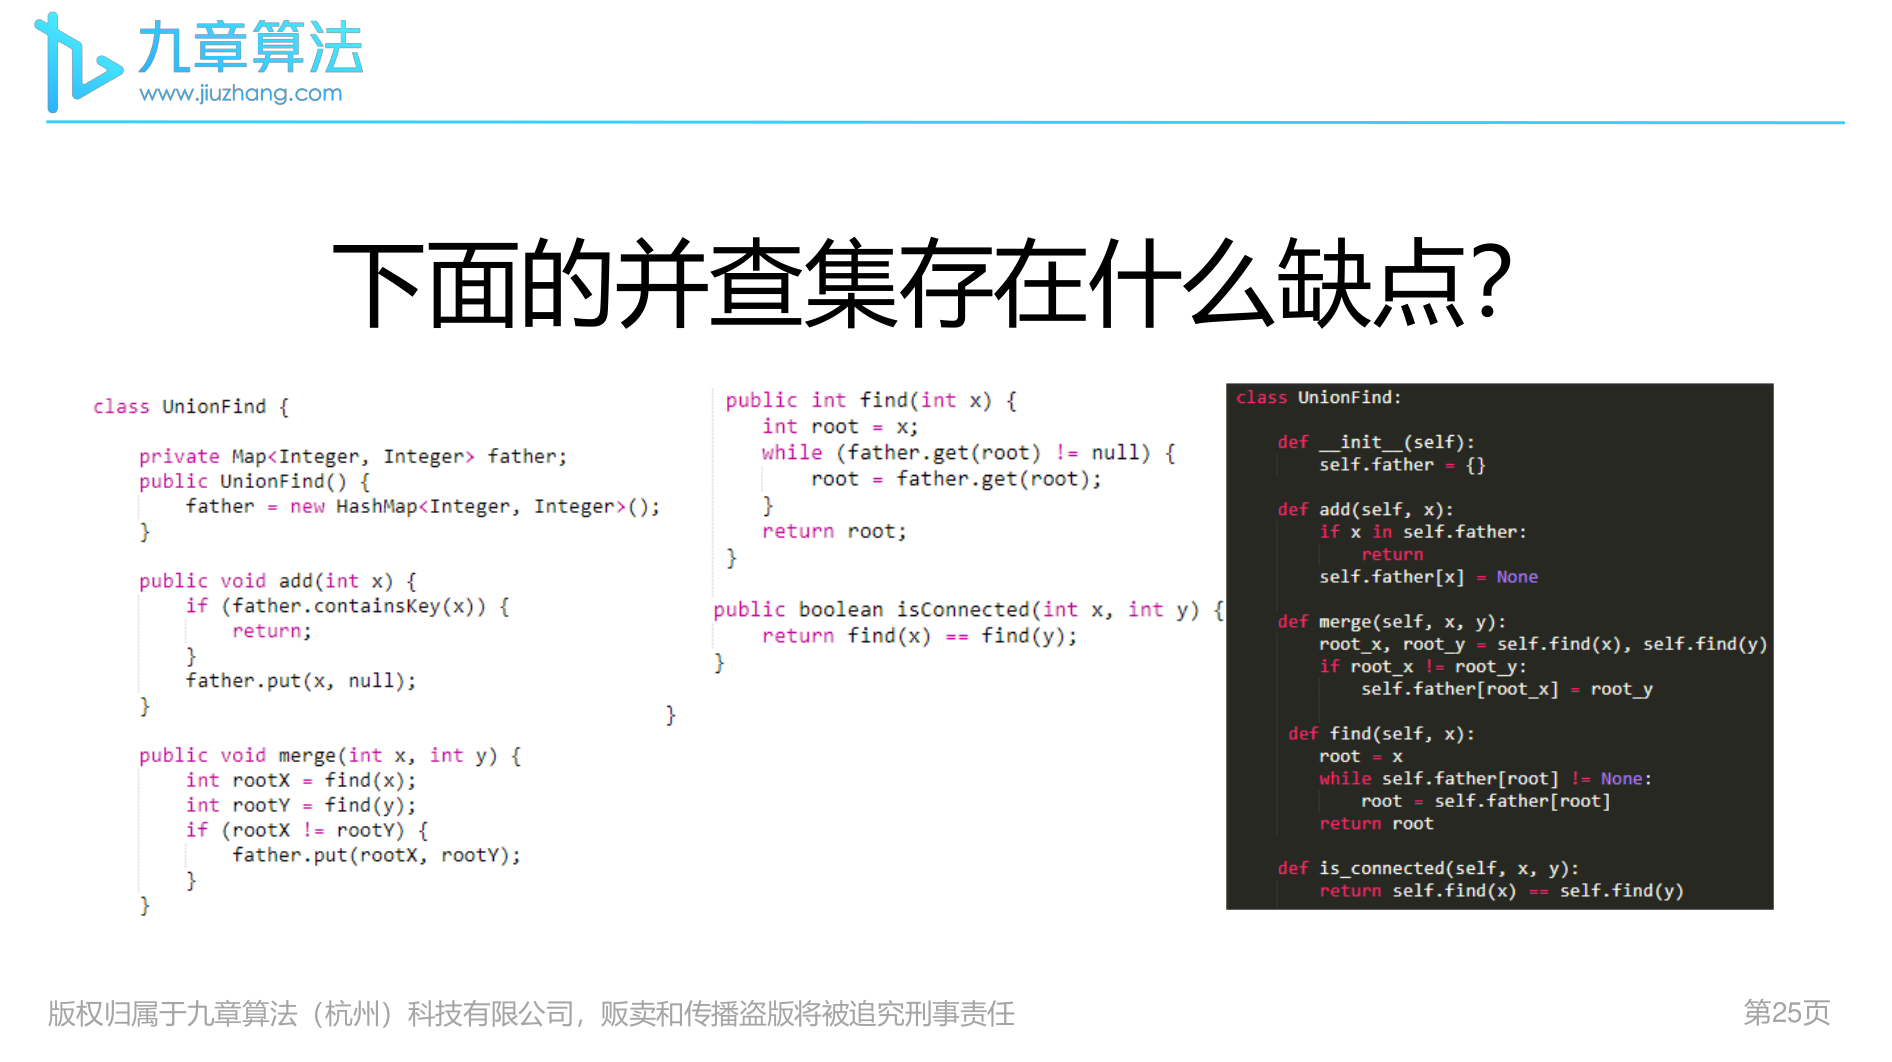 九章算法
www.jiuzhang.com
下面的并查集存在什么缺点?
class UnionFind {
private Map<Integer, Integer> father;
public UnionFind() {
father = new HashMap<Integer, Integer>();
}
public void add(int x) {
if (father.containsKey(x)) {
return;
}
father.put(x, null);
}
public void merge(int x, int y) {
int rootX = find(x);
int rootY = find(y);
if (rootX != rootY) {
father.put(rootX, rootY);
}
}
public int find(int x) {
int root = x;
while (father.get(root) != null) {
root = father.get(root);
}
return root;
}
public boolean isConnected(int x, int y) {
return find(x) == find(y);
}
}
class UnionFind:
def __init__(self):
self.father = {}
def add(self, x):
if x in self.father:
return
self.father[x] = None
def merge(self, x, y):
root_x, root_y = self.find(x), self.find(y)
if root_x != root_y:
self.father[root_x] = root_y
def find(self, x):
root = x
while self.father[root] != None:
root = self.father[root]
return root
def is_connected(self, x, y):
return self.find(x) == self.find(y)
版权归属于九章算法（杭州）科技有限公司，贩卖和传播盗版将被追究刑事责任
第25页